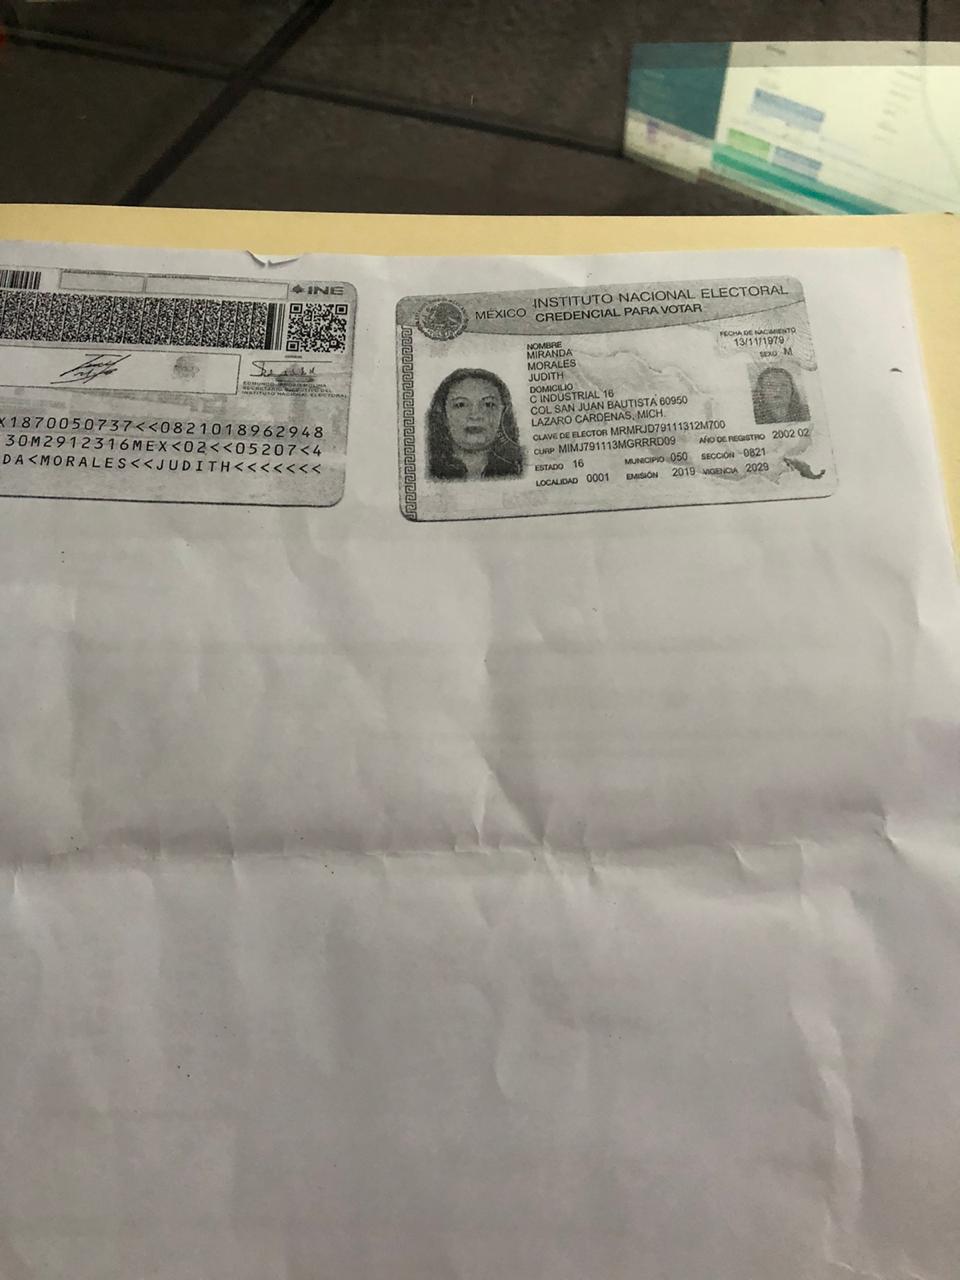 INE
EDMUNDO JACOBO MOLINA
SECRETARIO EJECUTIVO DEL
INSTITUTO NACIONAL ELECTORAL
X1870050737<<0821018962948
30M2912316MEX<02<<05207<4
DA<MORALES<<JUDITH<<<<<<<
MÉXICO
INSTITUTO NACIONAL ELECTORAL
CREDENCIAL PARA VOTAR
NOMBRE
MIRANDA
MORALES
JUDITH
FECHA DE NACIMIENTO
13/11/1979
SEXO M
DOMICILIO
C INDUSTRIAL 16
COL SAN JUAN BAUTISTA 60950
LAZARO CARDENAS, MICH.
CLAVE DE ELECTOR MRMRJD79111312M700
CURP MIMJ791113MGRRRD09 AÑO DE REGISTRO 2002 02
ESTADO 16 MUNICIPIO 050 SECCIÓN 0821
LOCALIDAD 0001 EMISIÓN 2019 VIGENCIA 2029